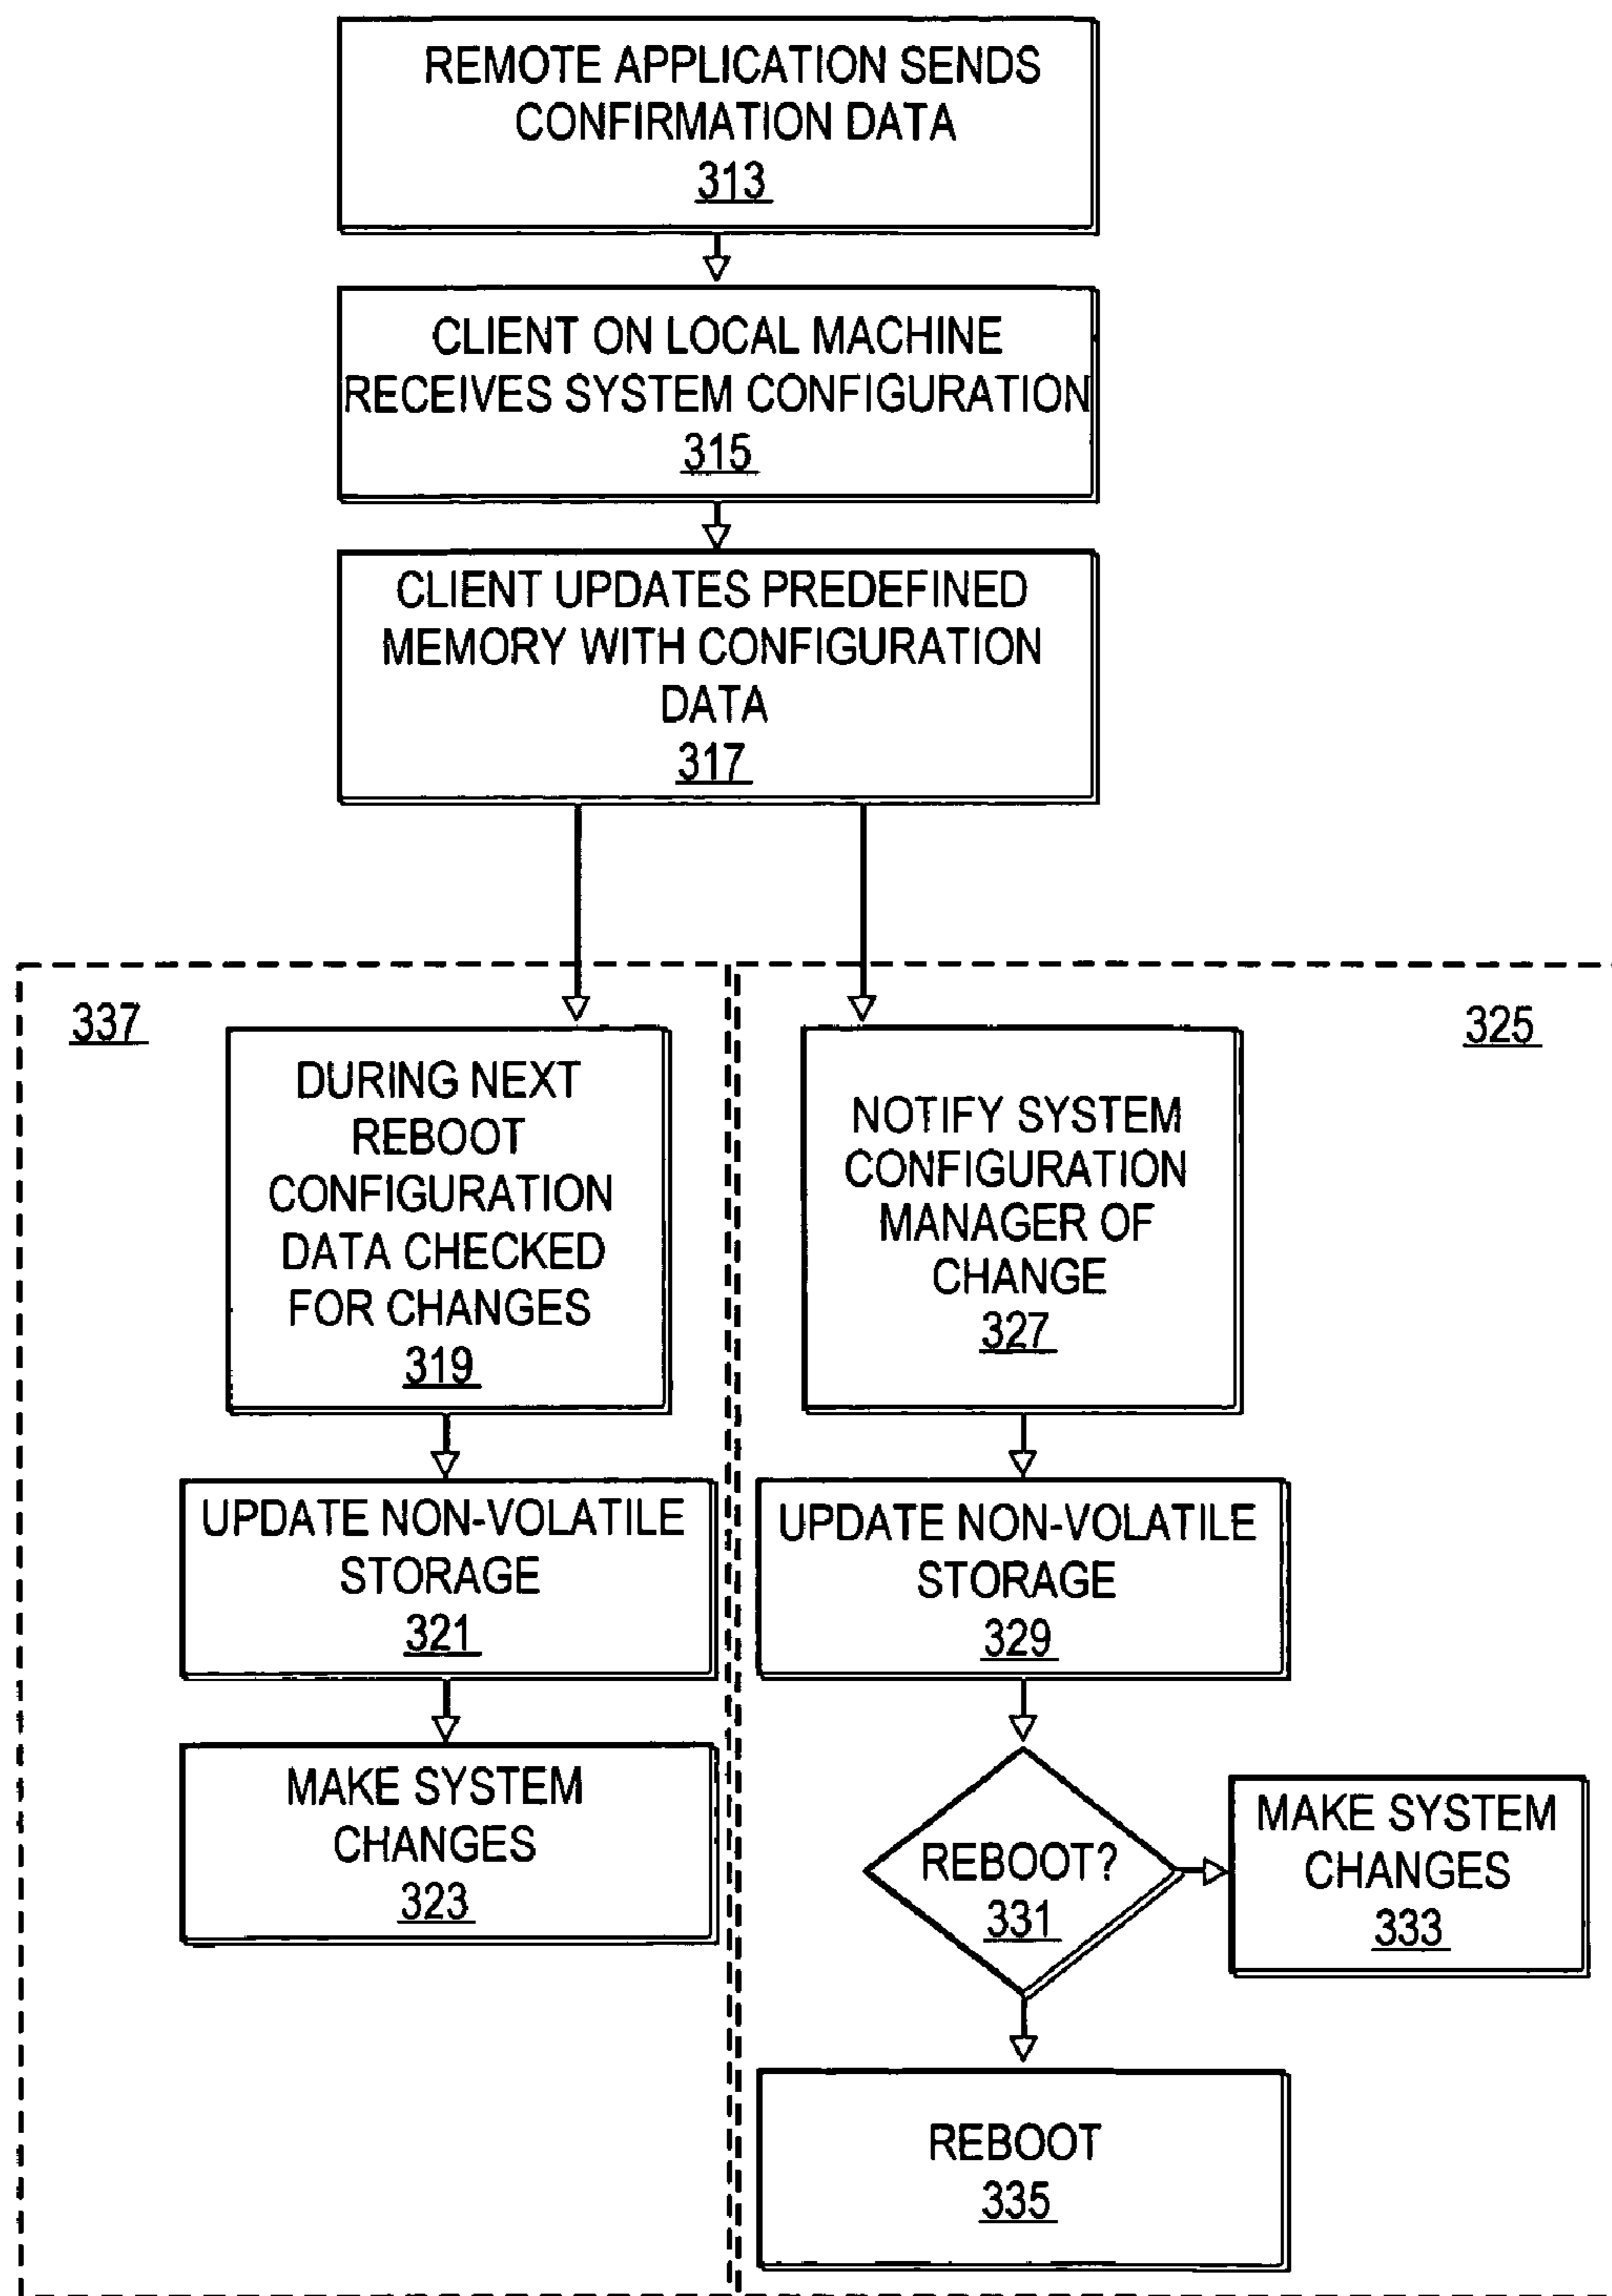 REMOTE APPLICATION SENDS
CONFIRMATION DATA
313
CLIENT ON LOCAL MACHINE
RECEIVES SYSTEM CONFIGURATION
315
CLIENT UPDATES PREDEFINED
MEMORY WITH CONFIGURATION
DATA
317
337
DURING NEXT
REBOOT
CONFIGURATION
DATA CHECKED
FOR CHANGES
319
UPDATE NON-VOLATILE
STORAGE
321
MAKE SYSTEM
CHANGES
323
325
NOTIFY SYSTEM
CONFIGURATION
MANAGER OF
CHANGE
327
UPDATE NON-VOLATILE
STORAGE
329
REBOOT?
331
MAKE SYSTEM
CHANGES
333
REBOOT
335